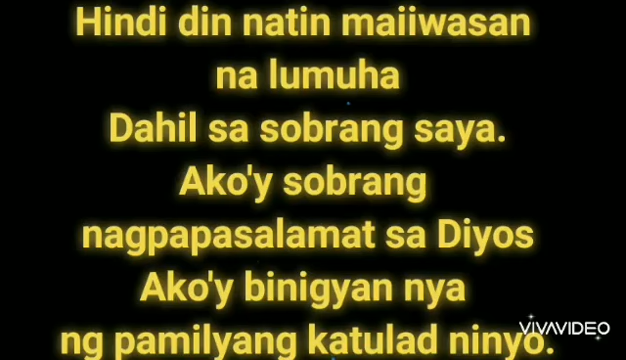 Hindi din natin maiiwasan
na lumuha
Dahil sa sobrang saya.
Ako'y sobrang
nagpapasalamat sa Diyos
Ako'y binigyan nya
ng pamilyang katulad ninyo.
VIVAVIDEO